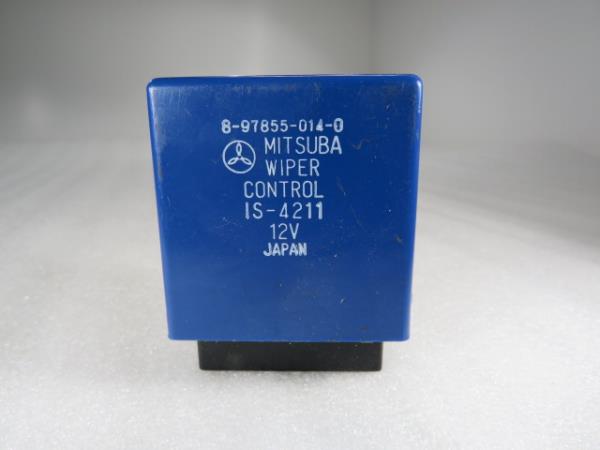 8-97855-014-0
MITSUBA
WIPER
CONTROL
IS-4211
12V
JAPAN